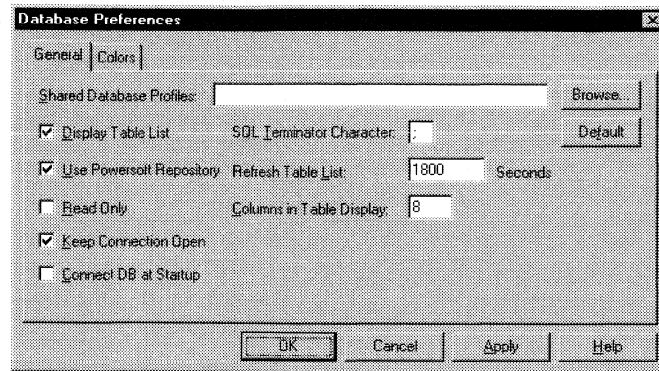 Database Preferences
General Colors
Shared Database Profiles: Browse...
Display Table List SQL Terminator Character: ; Default
Use Powersoft Repository Refresh Table List: 1800 Seconds
Read Only Columns in Table Display: 8
Keep Connection Open
Connect DB at Startup
OK Cancel Apply Help